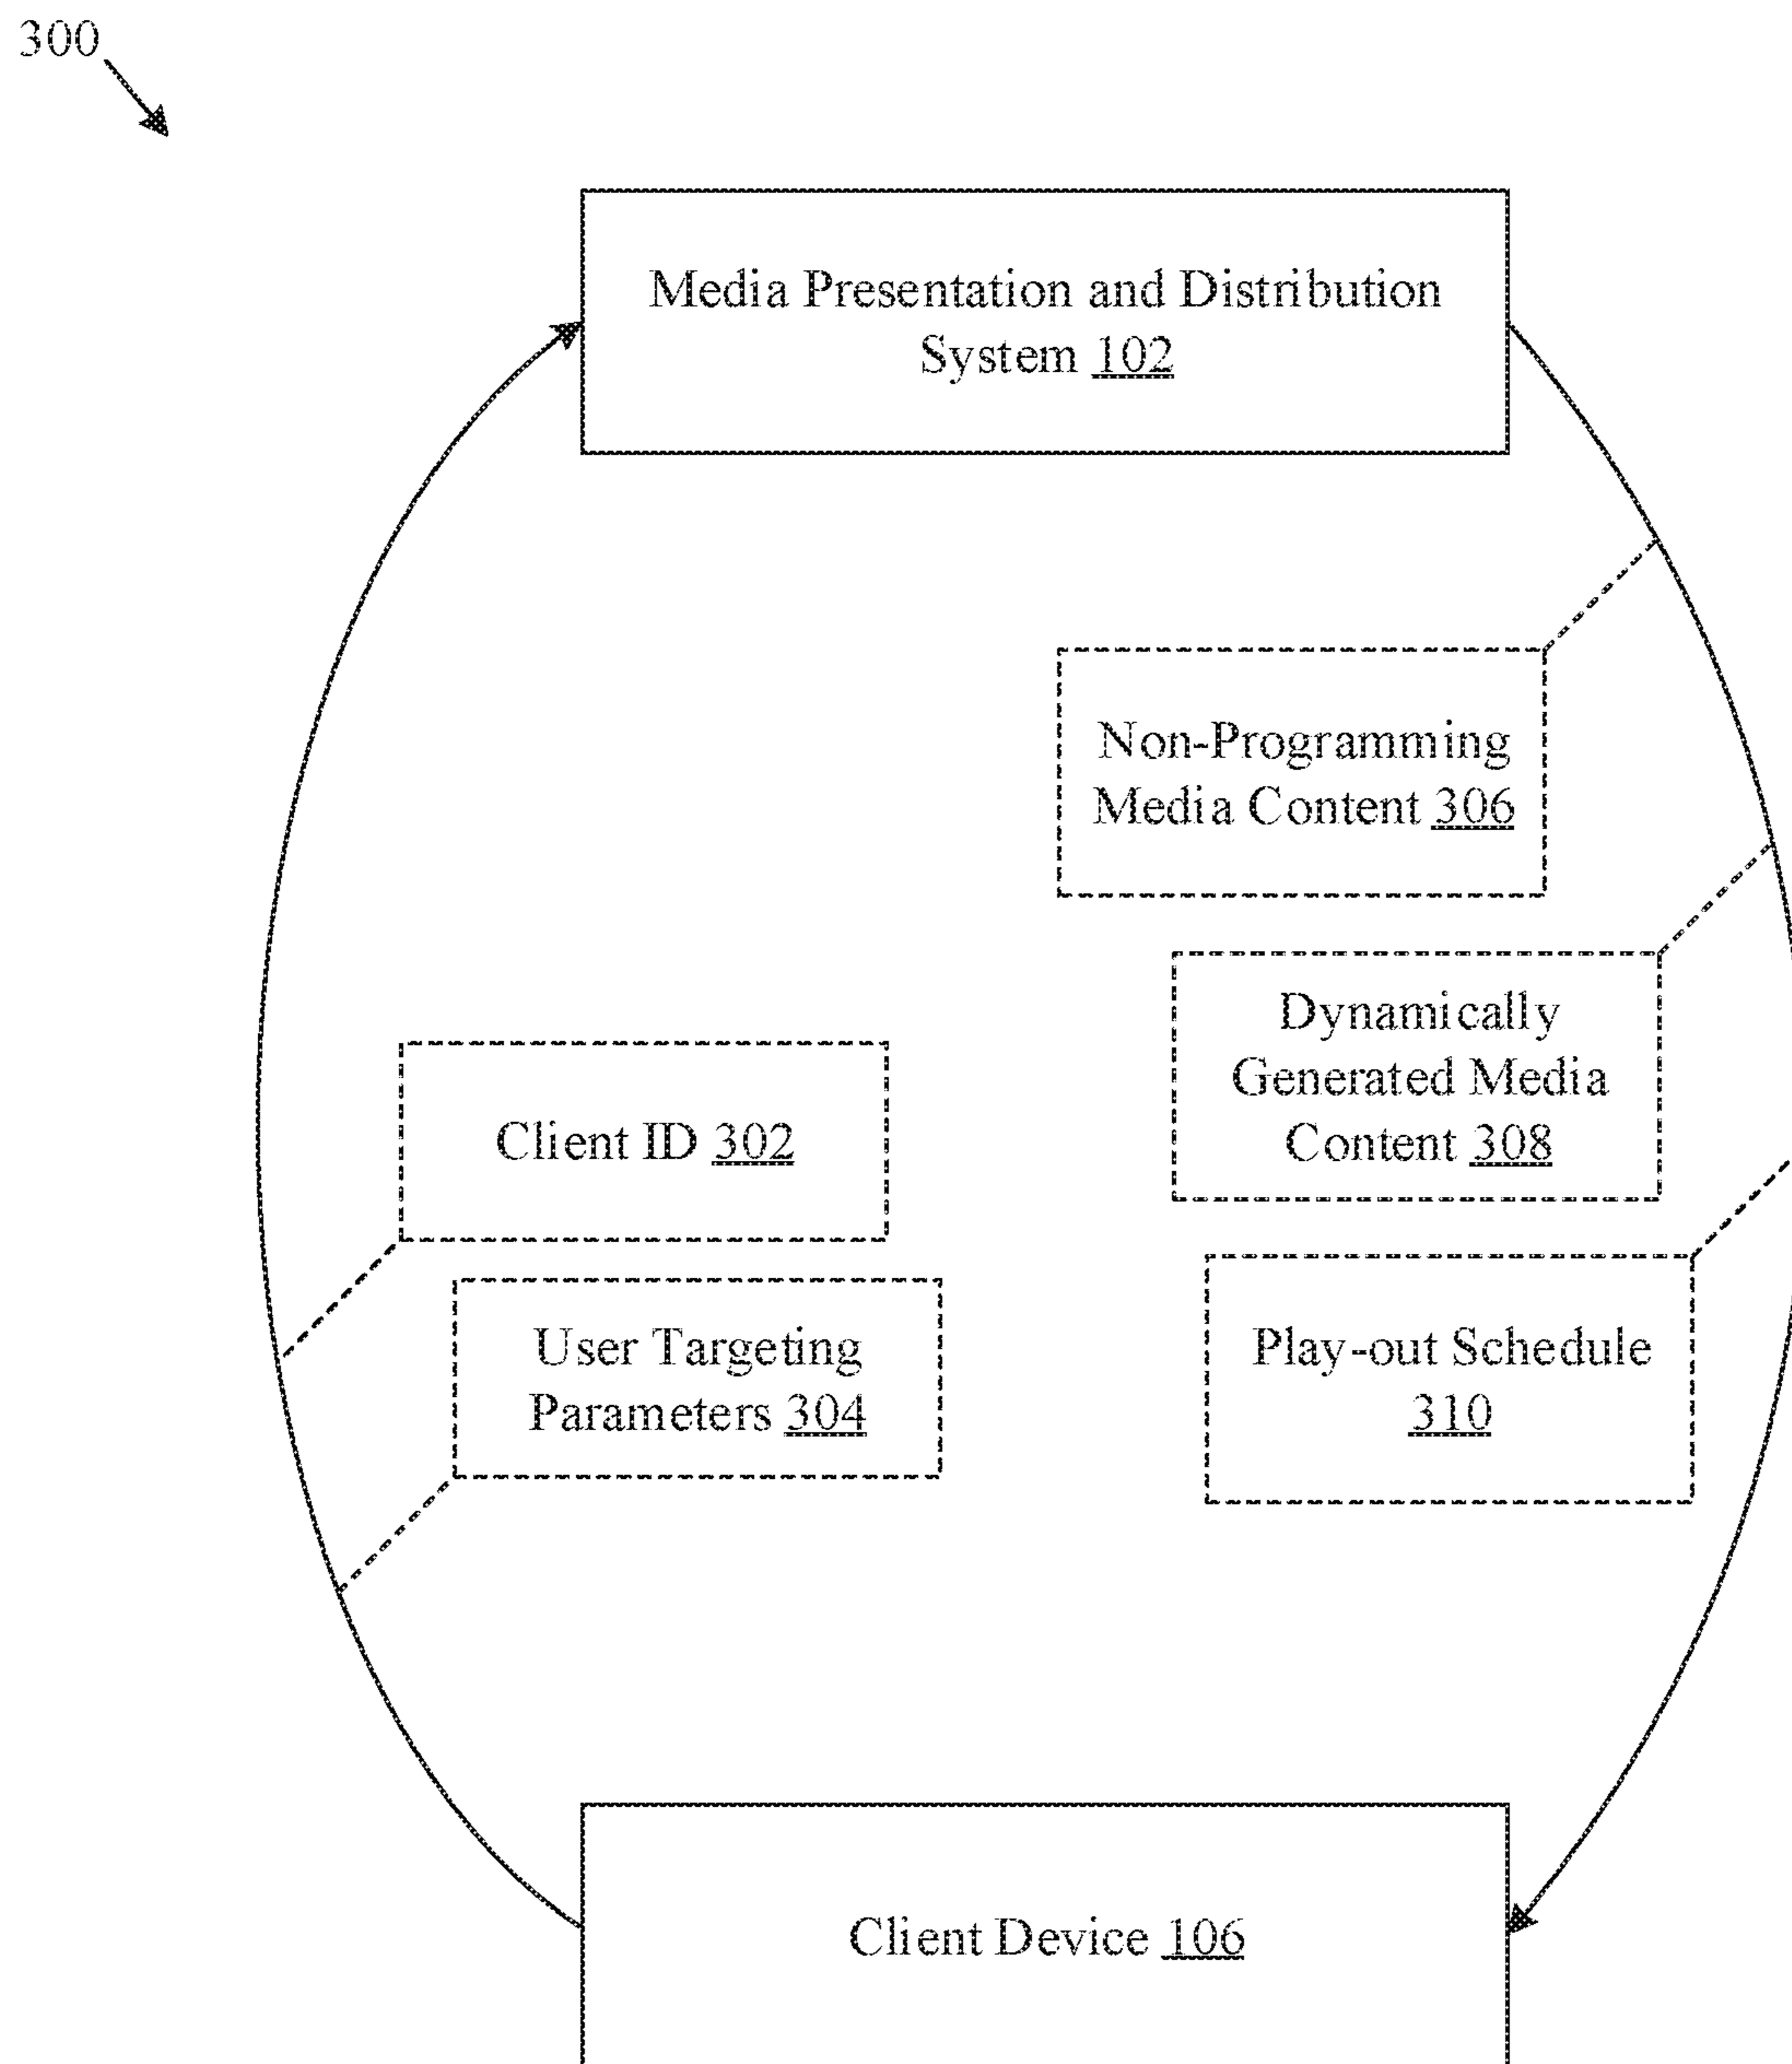 300
Media Presentation and Distribution
System 102
Non-Programming
Media Content 306
Dynamically
Generated Media
Content 308
Client ID 302
User Targeting
Parameters 304
Play-out Schedule
310
Client Device 106